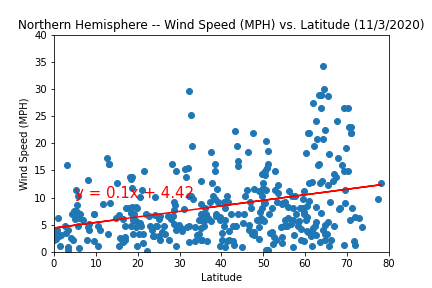 Northern Hemisphere -- Wind Speed (MPH) vs. Latitude (11/3/2020)
40
35
30
25
20
15
10
5
0
Wind Speed (MPH)
y = 0.1x + 4.42
0 10 20 30 40 50 60 70 80
Latitude